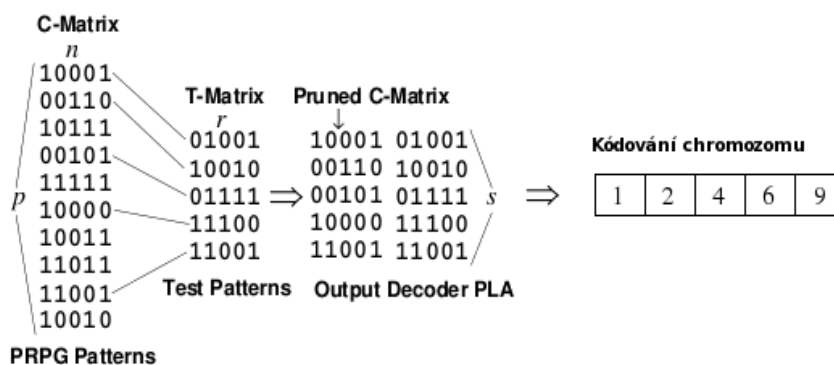 C-Matrix
n
10001
00110
10111
00101
11111
10000
10011
11011
11001
10010
p
PRPG Patterns
T-Matrix
r
01001
10010
01111
11100
11001
Test Patterns
Pruned C-Matrix
10001 01001
00110 10010
00101 01111
10000 11100
11001 11001
s
Output Decoder PLA
Kódování chromozomu
1 2 4 6 9